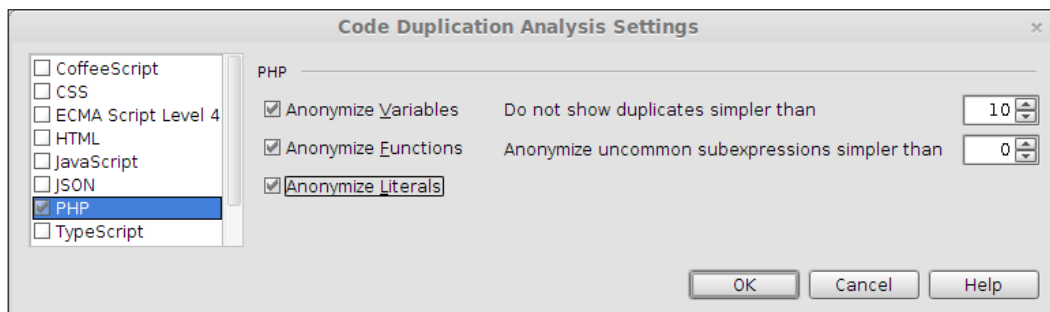 Code Duplication Analysis Settings
×
CoffeeScript
CSS
ECMA Script Level 4
HTML
JavaScript
JSON
PHP
TypeScript
PHP
Anonymize Variables
Do not show duplicates simpler than
10
Anonymize Functions
Anonymize uncommon subexpressions simpler than
0
Anonymize Literals
OK
Cancel
Help